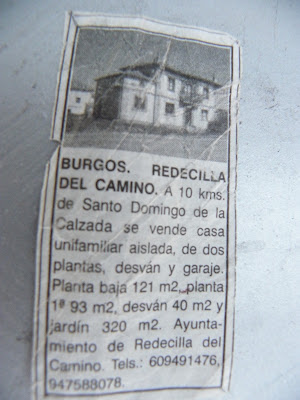 BURGOS. REDECILLA
DEL CAMINO. A 10 kms.
de Santo Domingo de la
Calzada se vende casa
unifamiliar aislada, de dos
plantas, desván y garaje.
Planta baja 121 m2, planta
1ª 93 m2, desván 40 m2 y
jardín 320 m2. Ayunta-
miento de Redecilla del
Camino. Tels.: 609491476,
947588078.